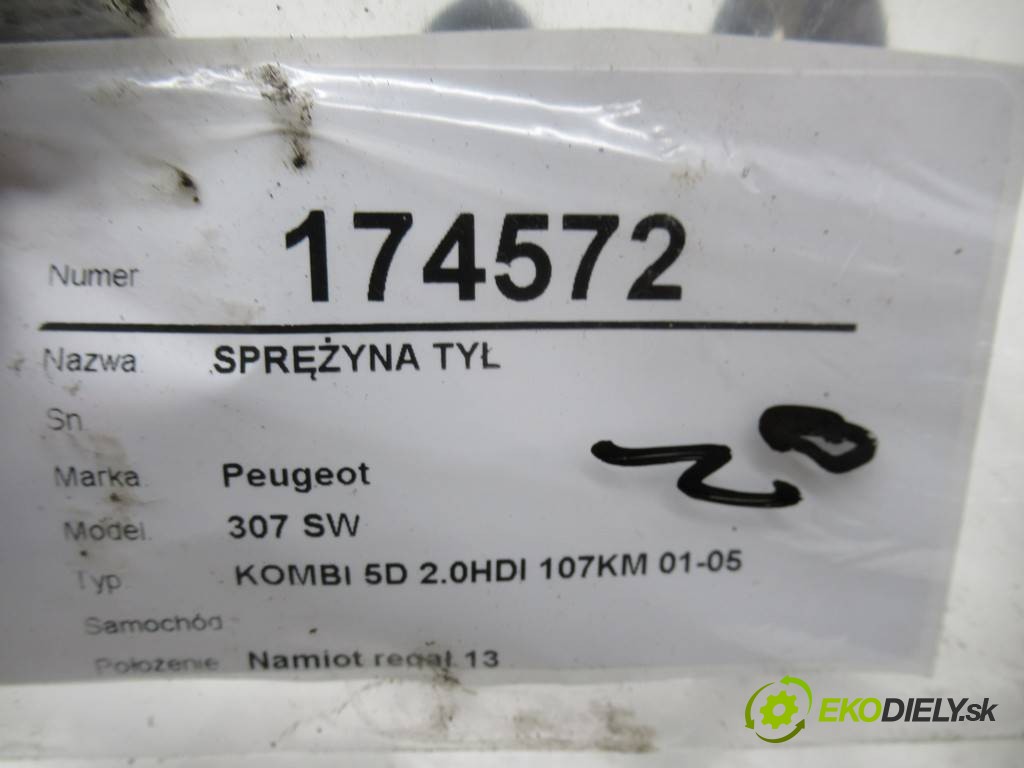 Numer 174572
Nazwa SPRĘŻYNA TYŁ
Sn
Marka Peugeot
Model. 307 SW
Typ KOMBI 5D 2.0HDI 107KM 01-05
Samochód
Położenie Namiot regał 13
EKODIELY.sk